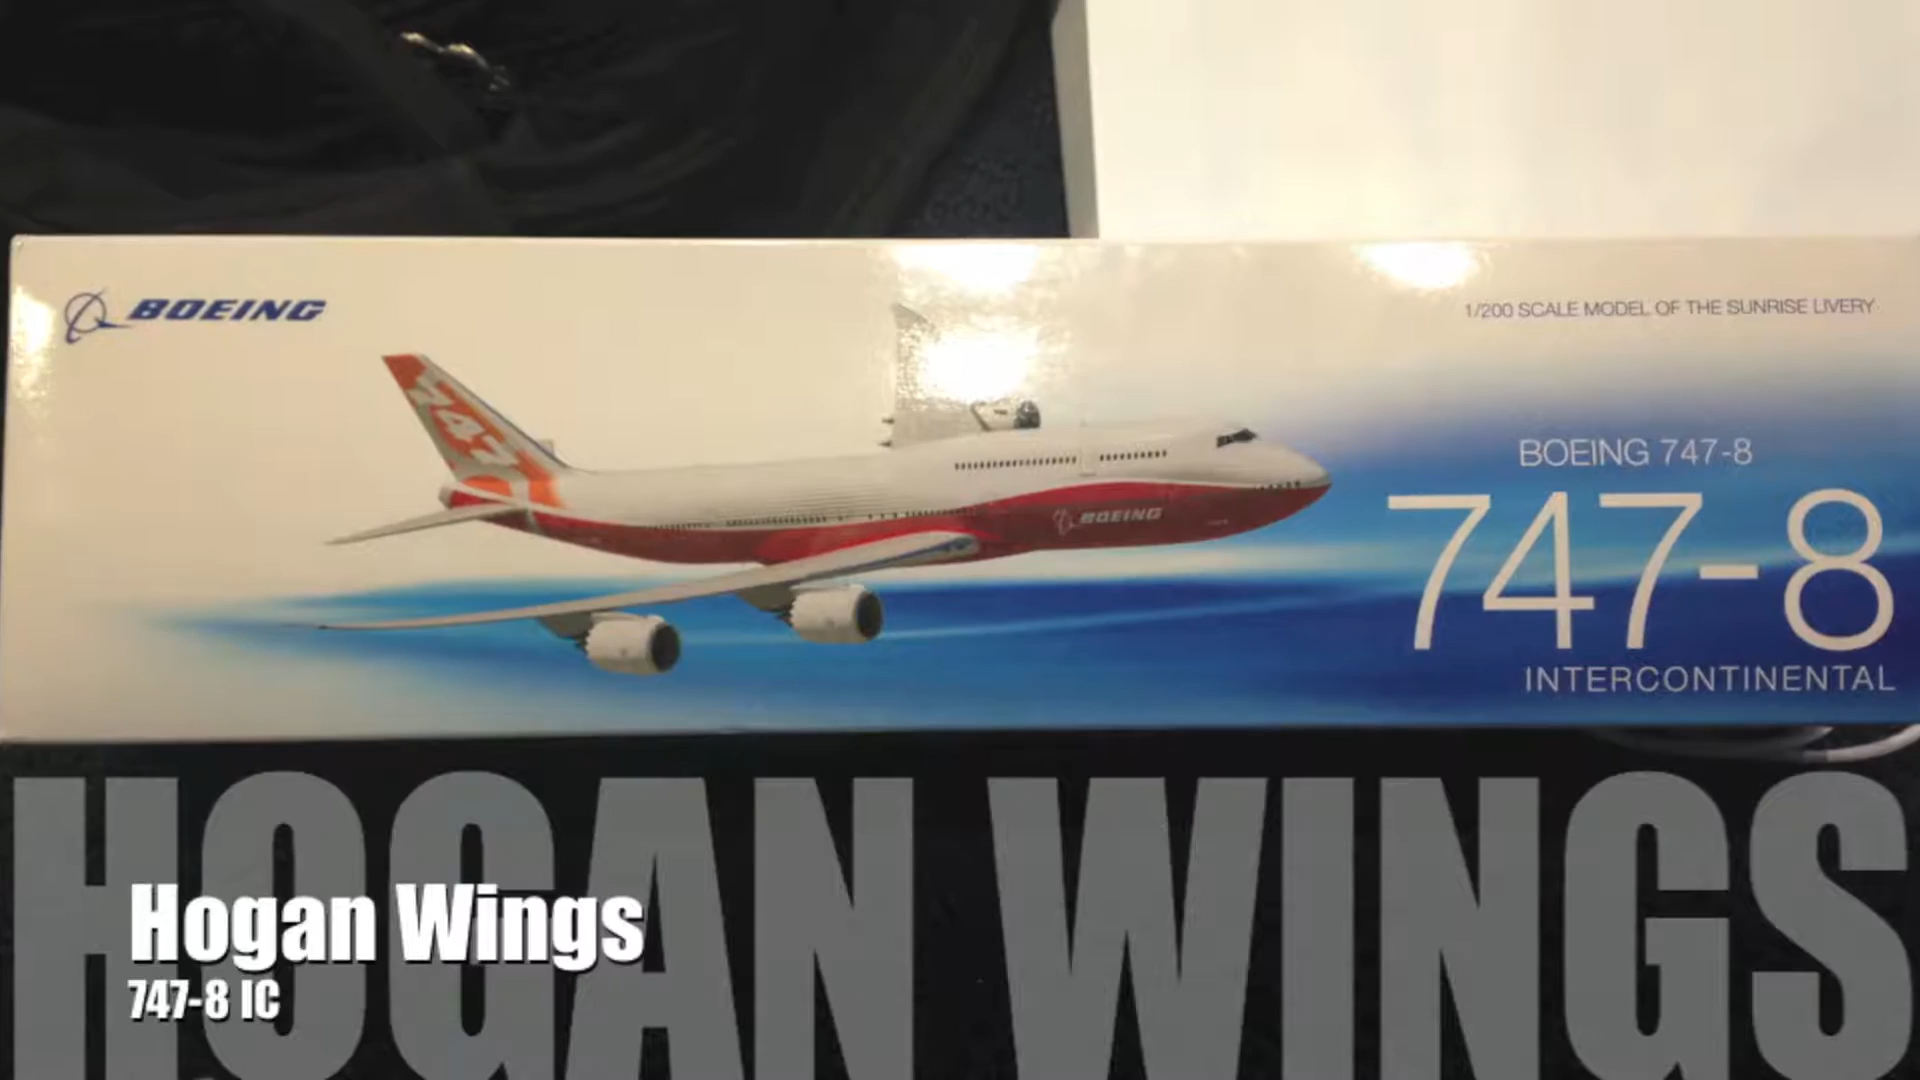 BOEING
1/200 SCALE MODEL OF THE SUNRISE LIVERY
747
BOEING
BOEING 747-8
747-8
INTERCONTINENTAL
HOGAN WINGS
Hogan Wings
747-8 IC